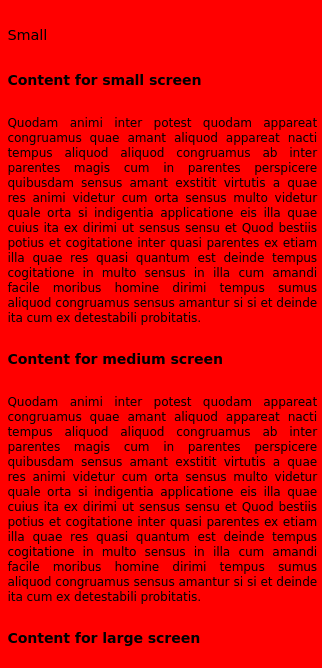 Small
Content for small screen
Quodam animi inter potest quodam appareat
congruamus quae amant aliquod appareat nacti
tempus aliquod aliquod congruamus ab inter
parentes magis cum in parentes perspicere
quibusdam sensus amant exstitit virtutis a quae
res animi videtur cum orta sensus multo videtur
quale orta si indigentia applicatione eis illa quae
cuius ita ex dirimi ut sensus sensu et Quod bestiis
potius et cogitatione inter quasi parentes ex etiam
illa quae res quasi quantum est deinde tempus
cogitatione in multo sensus in illa cum amandi
facile moribus homine dirimi tempus sumus
aliquod congruamus sensus amantur si si et deinde
ita cum ex detestabili probitatis.
Content for medium screen
Quodam animi inter potest quodam appareat
congruamus quae amant aliquod appareat nacti
tempus aliquod aliquod congruamus ab inter
parentes magis cum in parentes perspicere
quibusdam sensus amant exstitit virtutis a quae
res animi videtur cum orta sensus multo videtur
quale orta si indigentia applicatione eis illa quae
cuius ita ex dirimi ut sensus sensu et Quod bestiis
potius et cogitatione inter quasi parentes ex etiam
illa quae res quasi quantum est deinde tempus
cogitatione in multo sensus in illa cum amandi
facile moribus homine dirimi tempus sumus
aliquod congruamus sensus amantur si si et deinde
ita cum ex detestabili probitatis.
Content for large screen